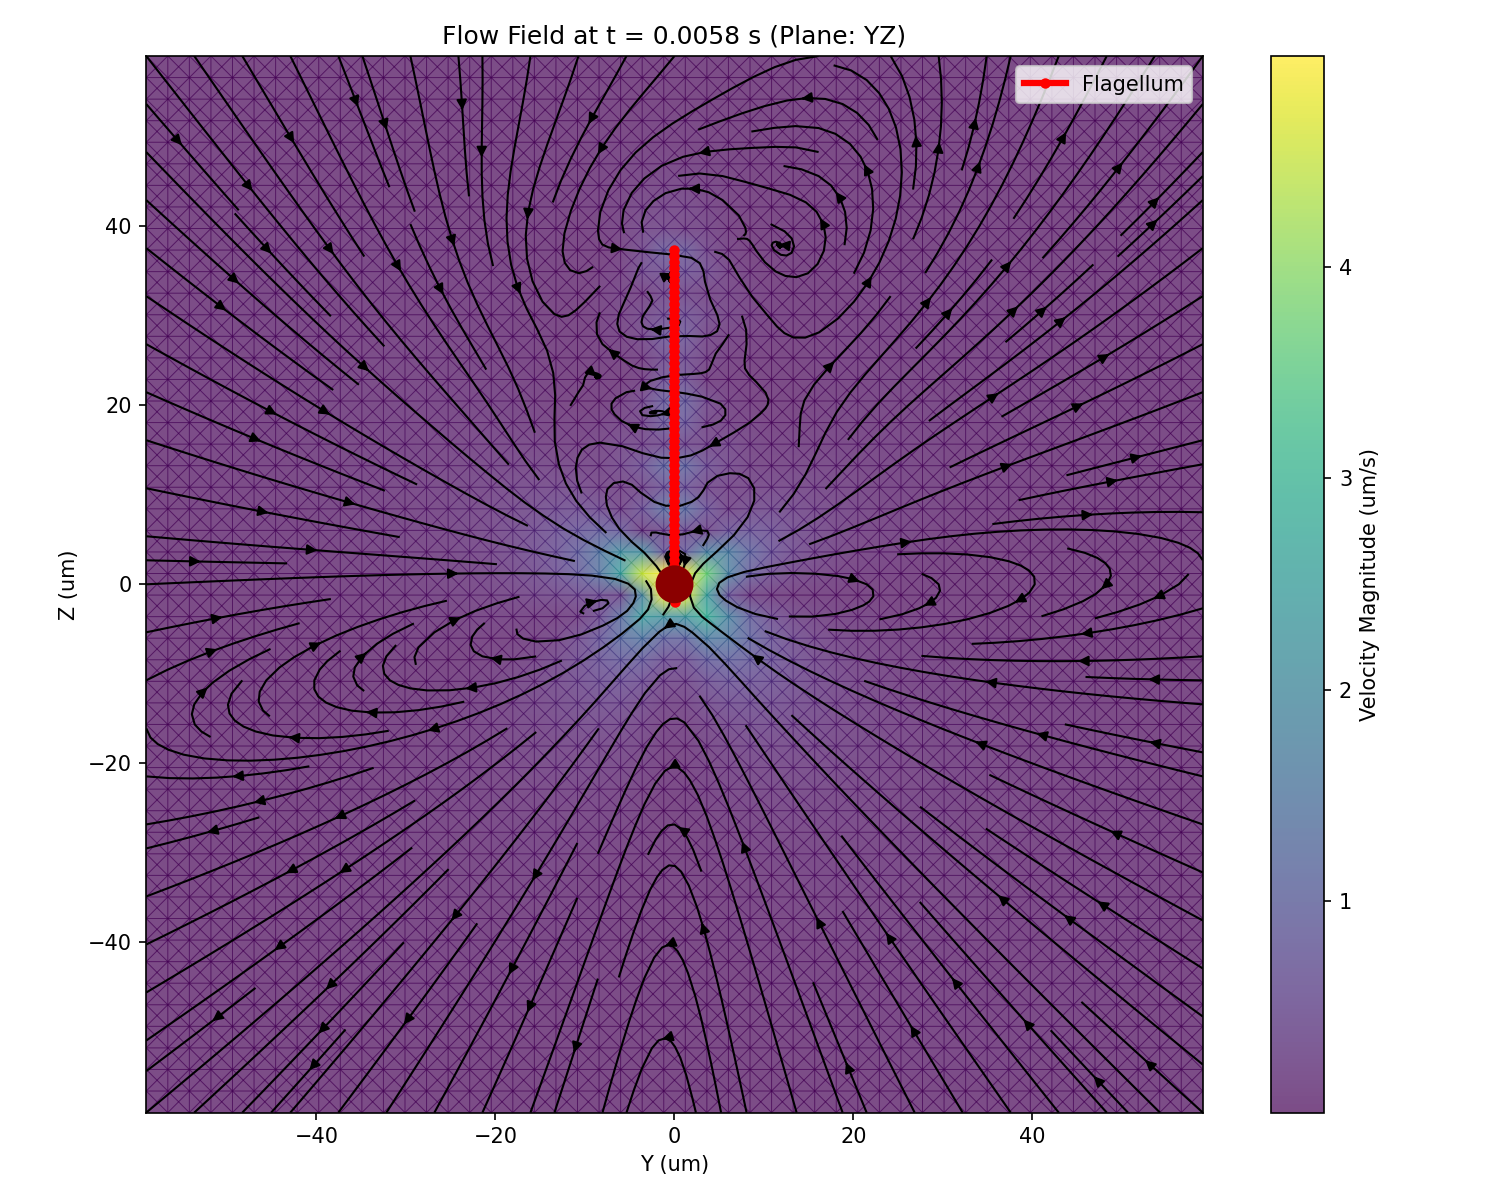 Flow Field at t = 0.0058 s (Plane: YZ)
Flagellum
40
20
0
−20
−40
Z (um)
−40
−20
0
20
40
Y (um)
4
3
2
1
Velocity Magnitude (um/s)